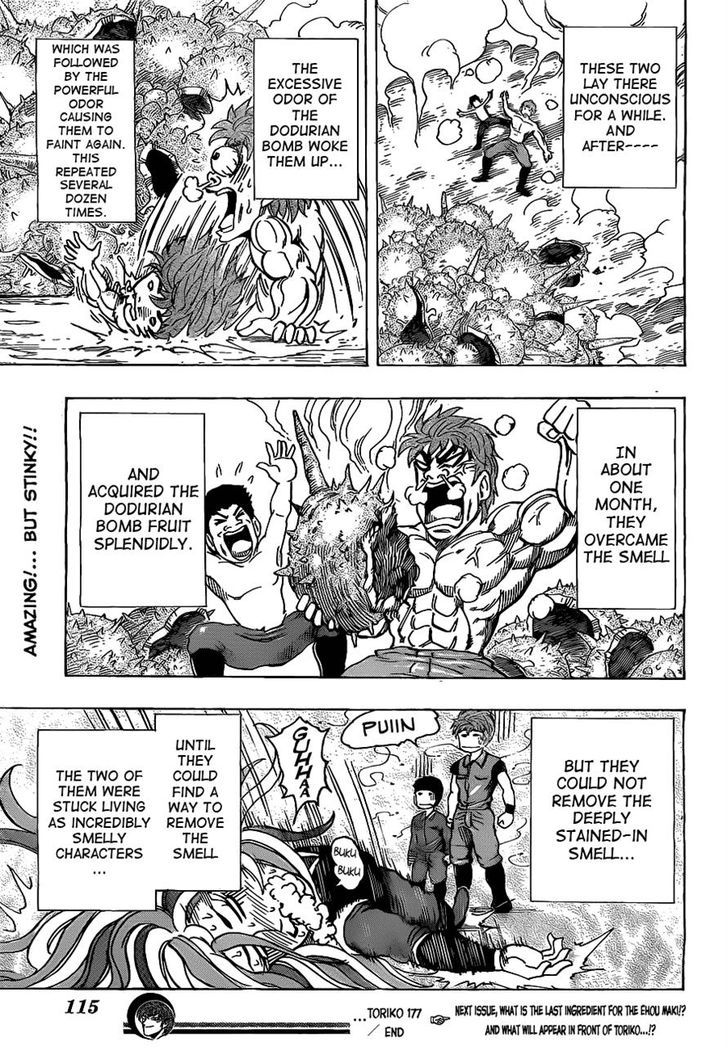 THESE TWO
LAY THERE
UNCONSCIOUS
FOR A WHILE.
AND
AFTER----
THE
EXCESSIVE
ODOR OF
THE
DODURIAN
BOMB WOKE
THEM UP...
WHICH WAS
FOLLOWED
BY THE
POWERFUL
ODOR
CAUSING
THEM TO
FAINT AGAIN.
THIS
REPEATED
SEVERAL
DOZEN
TIMES.
IN
ABOUT
ONE
MONTH,
THEY
OVERCAME
THE SMELL
AND
ACQUIRED THE
DODURIAN
BOMB FRUIT
SPLENDIDLY.
AMAZING!... BUT STINKY!!
BUT THEY
COULD NOT
REMOVE THE
DEEPLY
STAINED-IN
SMELL...
PUIIN
GUHHAA
BUKU
BUKU
UNTIL
THEY
COULD
FIND A
WAY TO
REMOVE
THE
SMELL
THE TWO OF
THEM WERE
STUCK LIVING
AS INCREDIBLY
SMELLY
CHARACTERS
...
115
...TORIKO 177
/ END
☞ NEXT ISSUE, WHAT IS THE LAST INGREDIENT FOR THE EHOU MAKI!?
AND WHAT WILL APPEAR IN FRONT OF TORIKO...!?